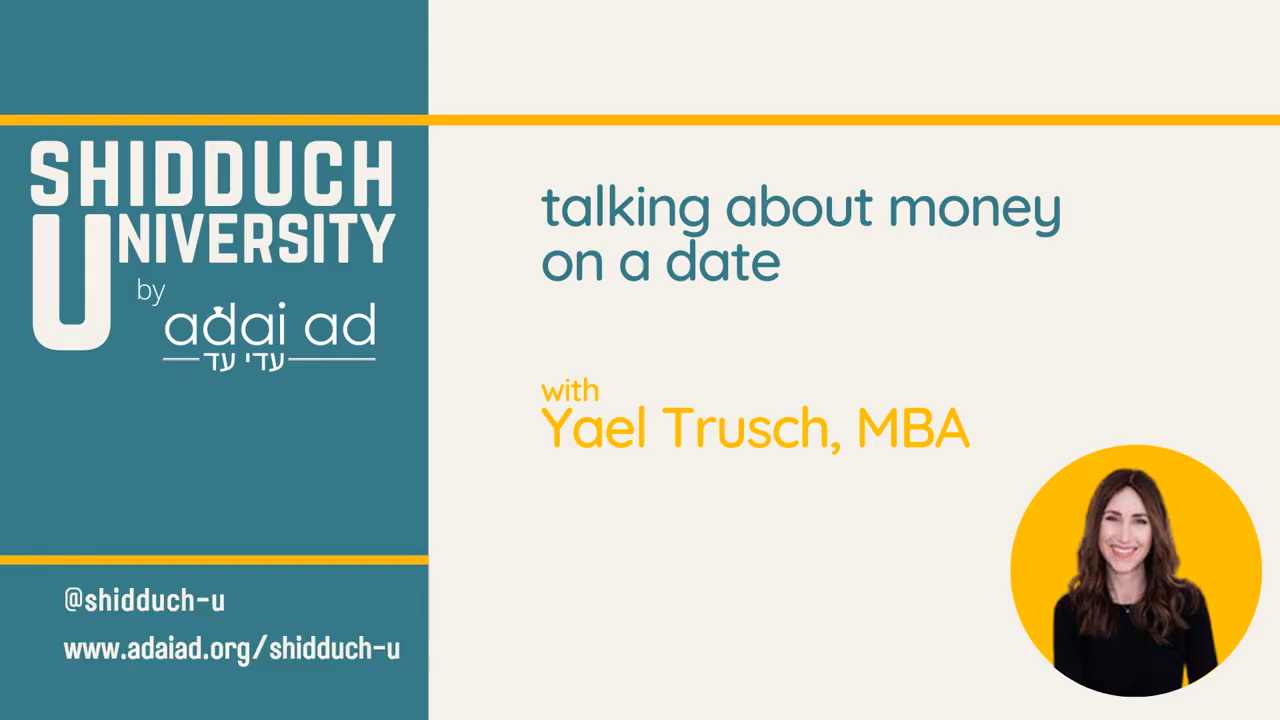 SHIDDUCH
UNIVERSITY
by
adai ad
עדי עד
@shidduch-u
www.adaiad.org/shidduch-u
talking about money
on a date
with
Yael Trusch, MBA